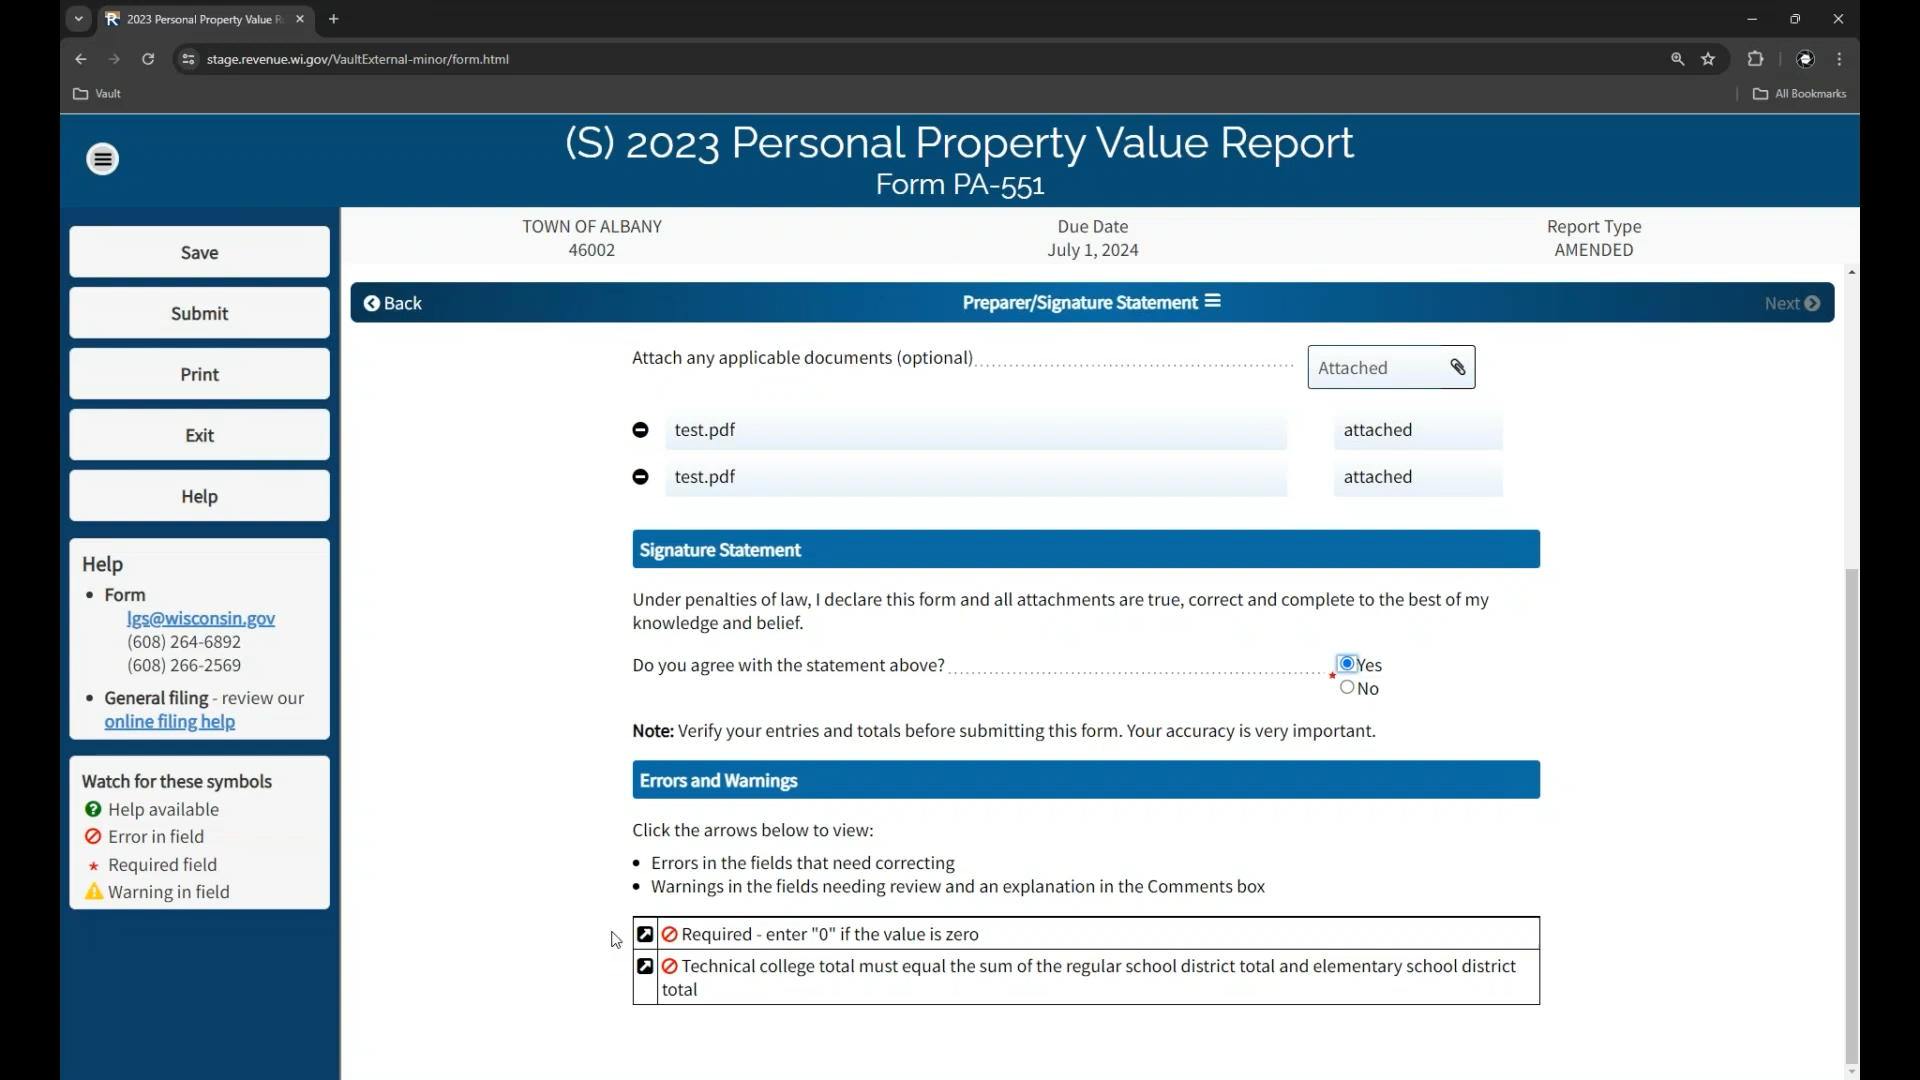 2023 Personal Property Value R
stage.revenue.wi.gov/VaultExternal-minor/form.html
Vault
All Bookmarks
(S) 2023 Personal Property Value Report
Form PA-551
Save
Submit
Print
Exit
Help
Help
• Form
lgs@wisconsin.gov
(608) 264-6892
(608) 266-2569
• General filing - review our
online filing help
Watch for these symbols
Help available
Error in field
* Required field
Warning in field
TOWN OF ALBANY
46002
Due Date
July 1, 2024
Report Type
AMENDED
Back
Preparer/Signature Statement
Next
Attach any applicable documents (optional)
Attached
test.pdf
attached
test.pdf
attached
Signature Statement
Under penalties of law, I declare this form and all attachments are true, correct and complete to the best of my
knowledge and belief.
Do you agree with the statement above?
* Yes
No
Note: Verify your entries and totals before submitting this form. Your accuracy is very important.
Errors and Warnings
Click the arrows below to view:
• Errors in the fields that need correcting
• Warnings in the fields needing review and an explanation in the Comments box
Required - enter "0" if the value is zero
Technical college total must equal the sum of the regular school district total and elementary school district
total